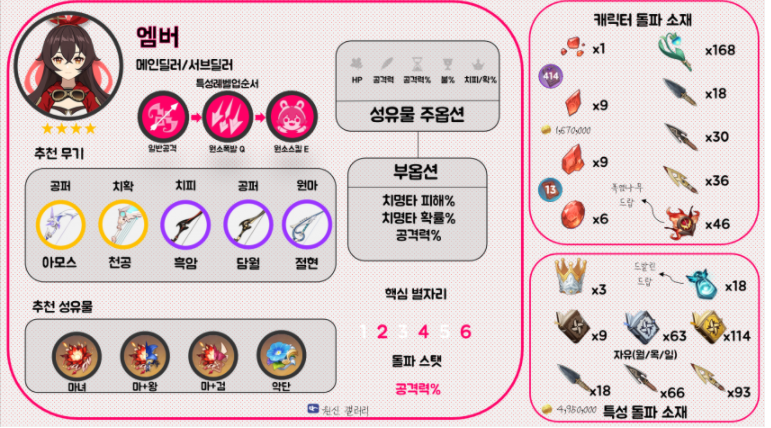 엠버
메인딜러/서브딜러
특성레벨업순서
일반공격 원소폭발 Q 원소스킬 E
추천 무기
공퍼 치확 치피 공퍼 원마
아모스 천공 흑암 담월 절현
추천 성유물
마녀 마+왕 마+검 악단
HP 공격력 공격력% 불% 치피/확%
성유물 주옵션
부옵션
치명타 피해%
치명타 확률%
공격력%
핵심 별자리
1 2 3 4 5 6
돌파 스탯
공격력%
원신 갤러리
캐릭터 돌파 소재
x1 x168
414
x18
x9
1,670,000
x30
x9
x36
13
폭염나무
드랍
x6 x46
드발린
드랍
x3 x18
x9 x63 x114
자유(월/목/일)
x18 x66 x93
4,950,000 특성 돌파 소재